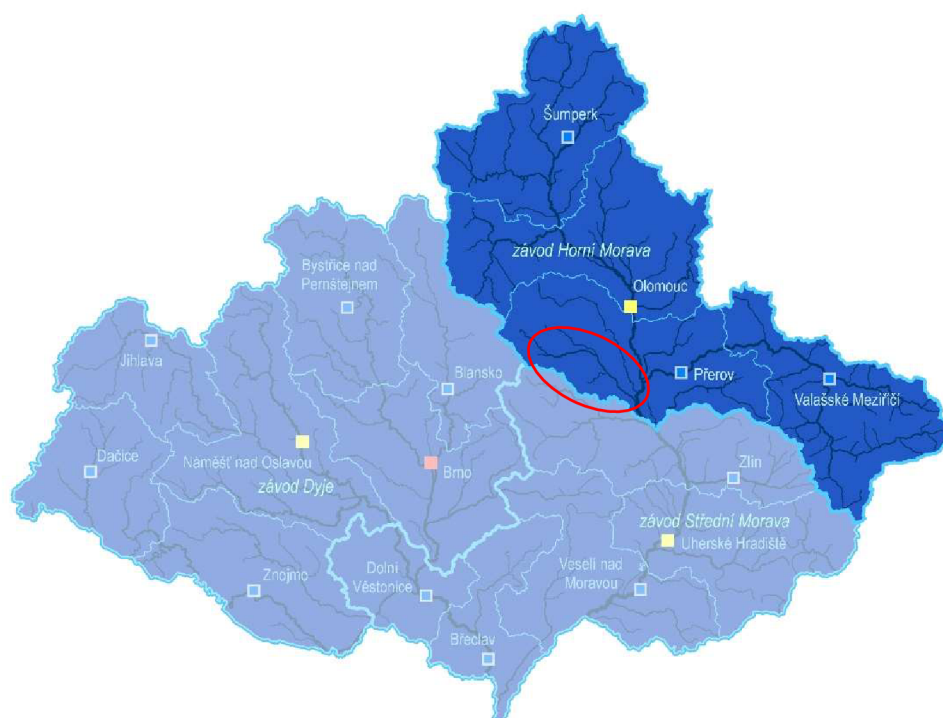 Šumperk
závod Horní Morava
Bystřice nad
Pernštejnem
Olomouc
Jihlava
Blansko
Přerov
Valašské Meziříčí
Dačice
Náměšť nad Oslavou
Brno
Zlín
závod Dyje
závod Střední Morava
Uherské Hradiště
Znojmo
Dolní
Věstonice
Veselí nad
Moravou
Břeclav